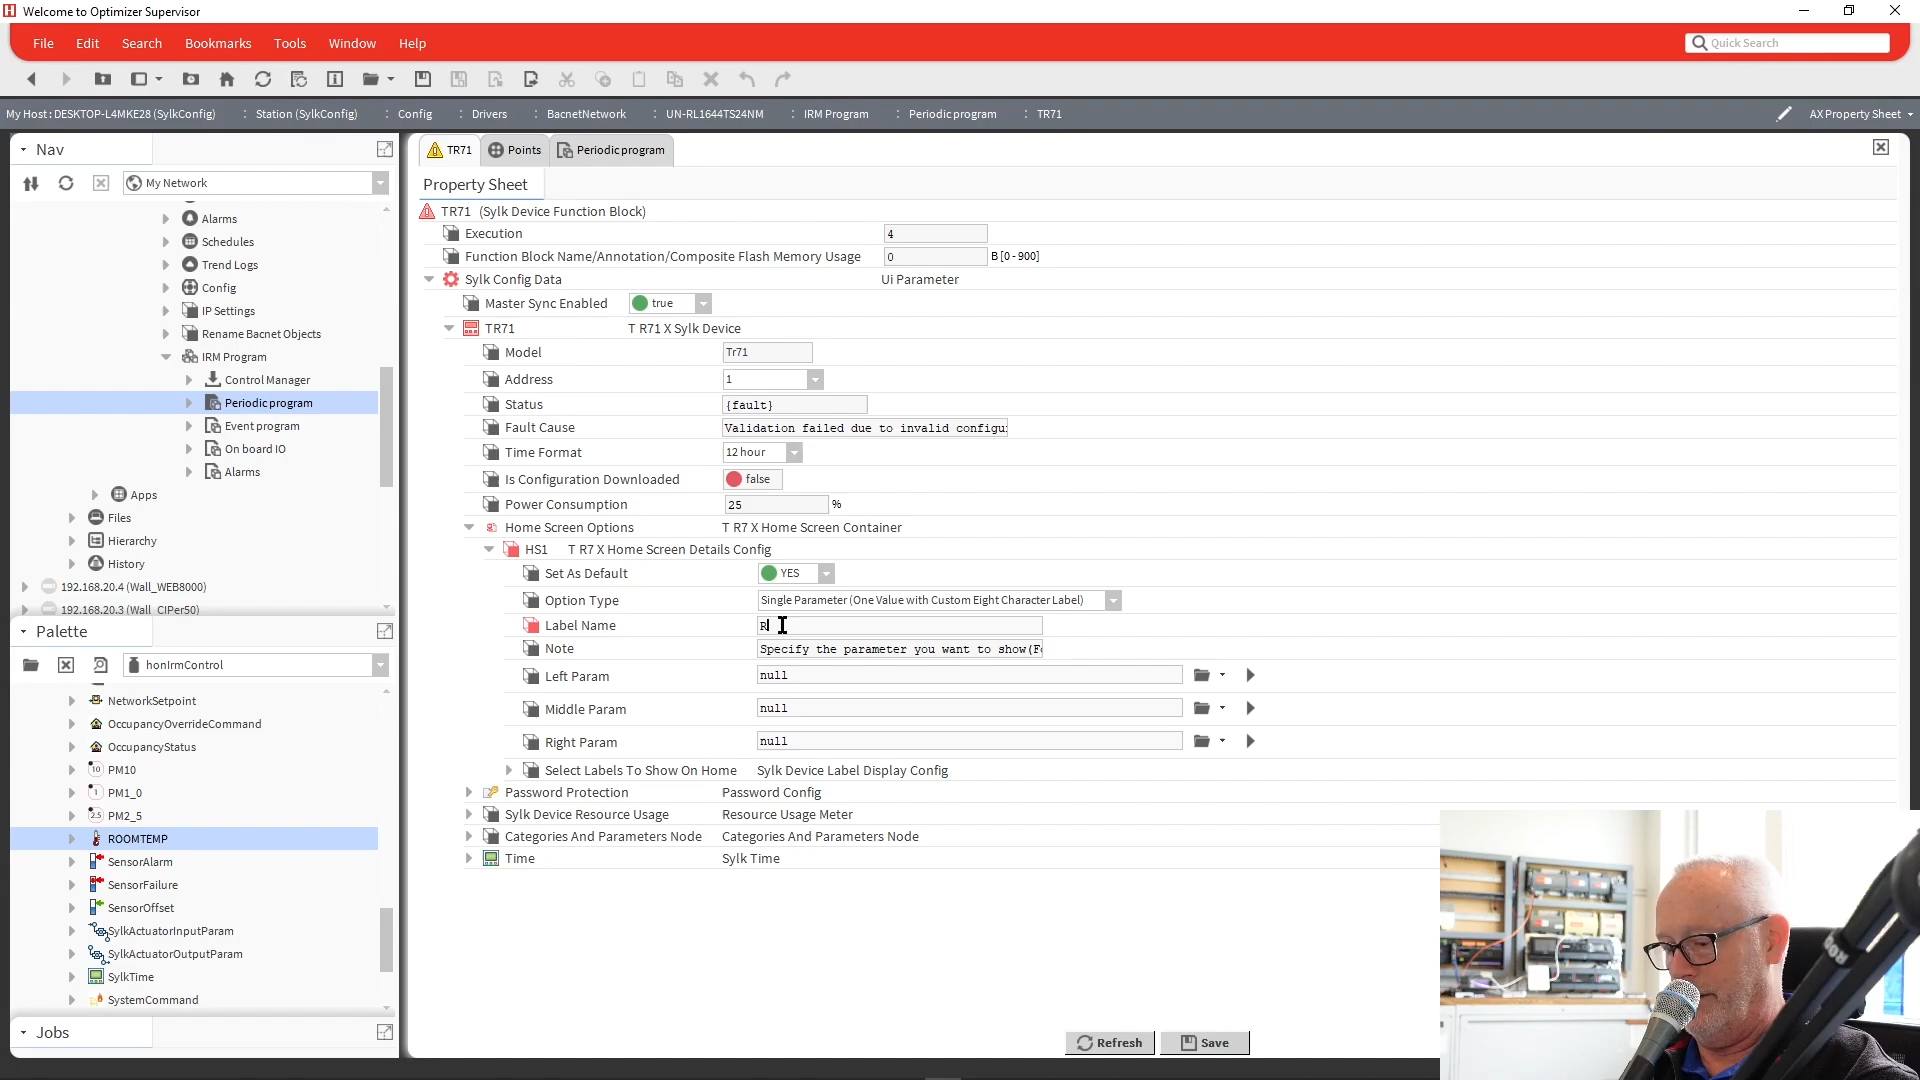 Welcome to Optimizer Supervisor
File Edit Search Bookmarks Tools Window Help
Quick Search
My Host : DESKTOP-L4MKE28 (SylkConfig) : Station (SylkConfig) : Config : Drivers : BacnetNetwork : UN-RL1644TS24NM : IRM Program : Periodic program : TR71
AX Property Sheet
Nav
My Network
Alarms
Schedules
Trend Logs
Config
IP Settings
Rename Bacnet Objects
IRM Program
Control Manager
Periodic program
Event program
On board IO
Alarms
Apps
Files
Hierarchy
History
192.168.20.4 (Wall_WEB8000)
192.168.20.3 (Wall_CIPer50)
Palette
honIrmControl
NetworkSetpoint
OccupancyOverrideCommand
OccupancyStatus
10 PM10
1 PM1_0
2.5 PM2_5
ROOMTEMP
SensorAlarm
SensorFailure
SensorOffset
SylkActuatorInputParam
SylkActuatorOutputParam
SylkTime
SystemCommand
Jobs
TR71 Points Periodic program
Property Sheet
TR71 (Sylk Device Function Block)
Execution 4
Function Block Name/Annotation/Composite Flash Memory Usage 0 B [0 - 900]
Sylk Config Data Ui Parameter
Master Sync Enabled true
TR71 T R71 X Sylk Device
Model Tr71
Address 1
Status {fault}
Fault Cause Validation failed due to invalid configu
Time Format 12 hour
Is Configuration Downloaded false
Power Consumption 25 %
Home Screen Options T R7 X Home Screen Container
HS1 T R7 X Home Screen Details Config
Set As Default YES
Option Type Single Parameter (One Value with Custom Eight Character Label)
Label Name R
Note Specify the parameter you want to show(Fo
Left Param null
Middle Param null
Right Param null
Select Labels To Show On Home Sylk Device Label Display Config
Password Protection Password Config
Sylk Device Resource Usage Resource Usage Meter
Categories And Parameters Node Categories And Parameters Node
Time Sylk Time
Refresh Save